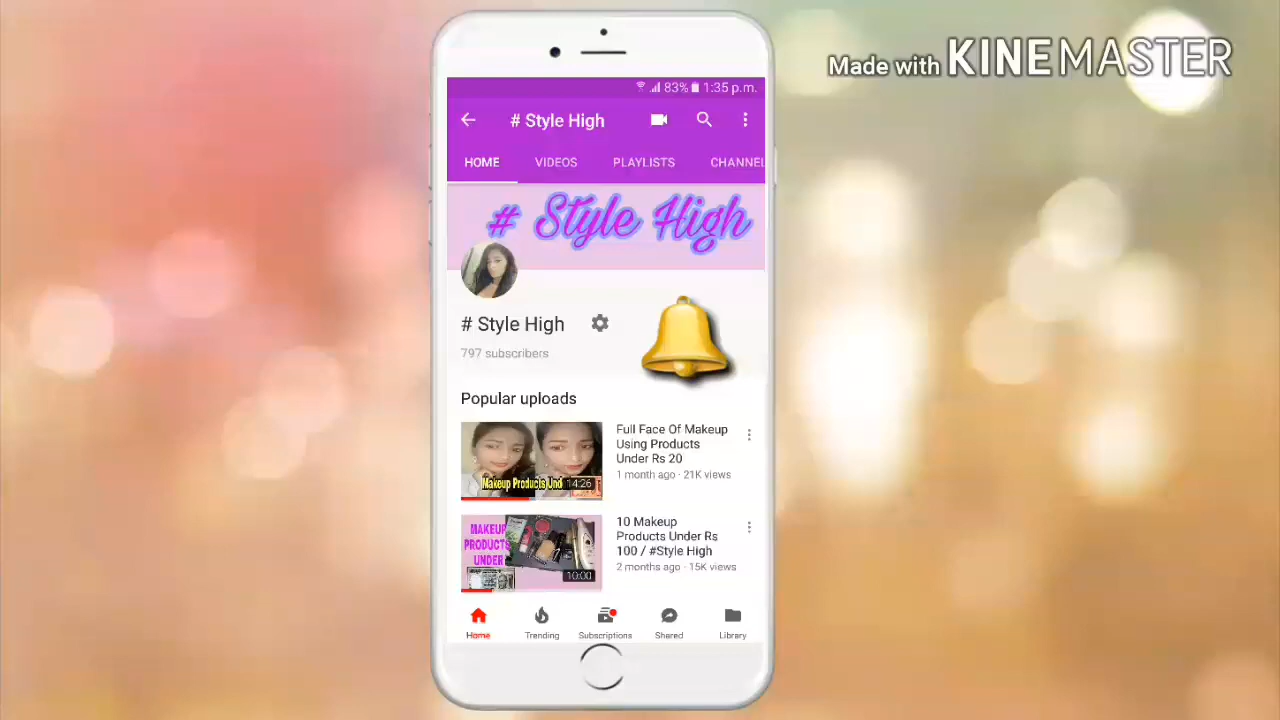 Made with KINEMASTER
83% 1:35 p.m.
# Style High
HOME VIDEOS PLAYLISTS CHANNEL
# Style High
# Style High
797 subscribers
Popular uploads
Full Face Of Makeup
Using Products
Under Rs 20
1 month ago · 21K views
Makeup Products Und 14:26
10 Makeup
Products Under Rs
100 / #Style High
2 months ago · 15K views
MAKEUP
PRODUCTS
UNDER
10:00
Home Trending Subscriptions Shared Library